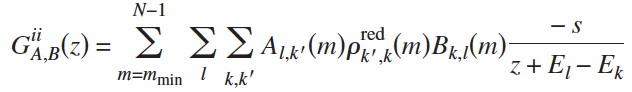 G^{ii}_{A,B}(z) = \sum_{m=m_{\min}}^{N-1} \sum_{l} \sum_{k,k'} A_{l,k'}(m) \rho^{\text{red}}_{k',k}(m) B_{k,l}(m) \frac{-s}{z + E_l - E_k}